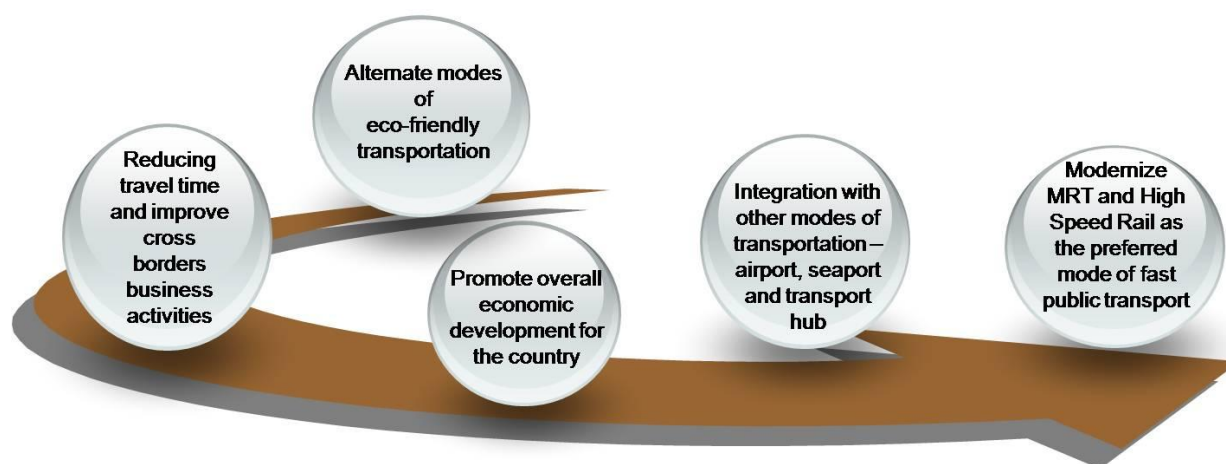 Alternate modes
of
eco-friendly
transportation
Reducing
travel time
and improve
cross
borders
business
activities
Promote overall
economic
development for
the country
Integration with
other modes of
transportation –
airport, seaport
and transport
hub
Modernize
MRT and High
Speed Rail as
the preferred
mode of fast
public transport